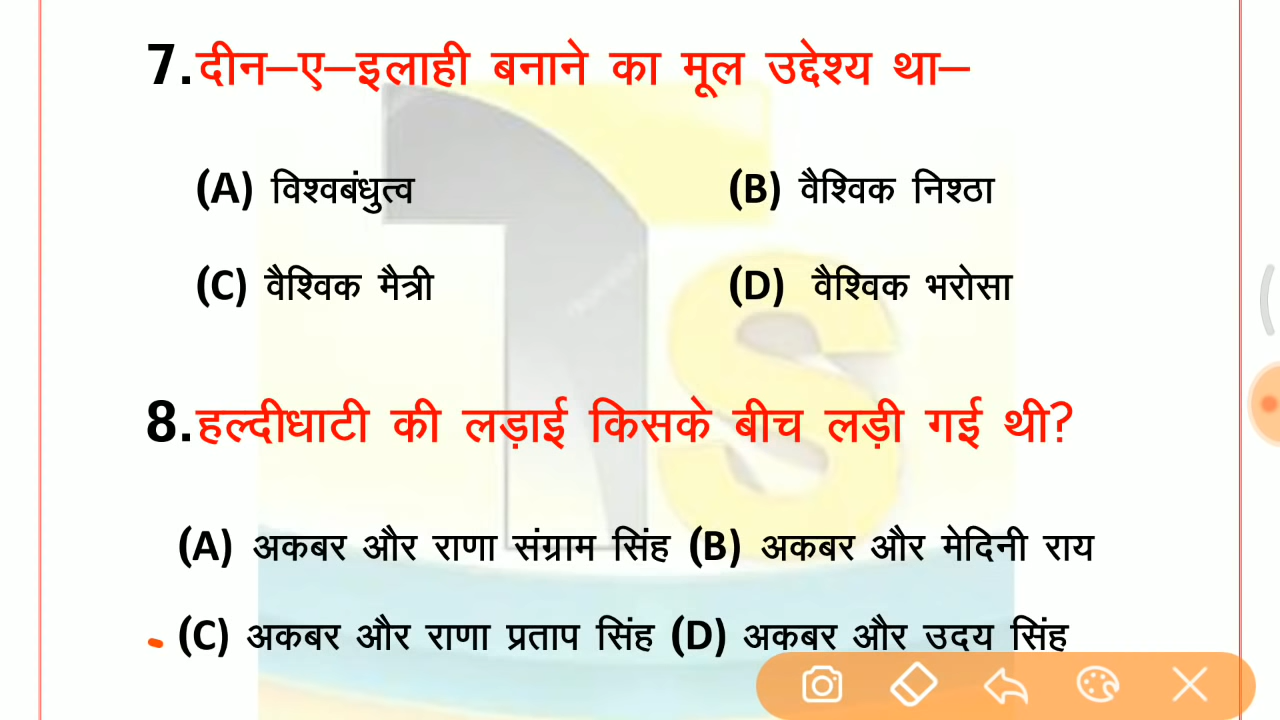 7. दीन–ए–इलाही बनाने का मूल उद्देश्य था–
(A) विश्वबंधुत्व (B) वैश्विक निश्ठा
(C) वैश्विक मैत्री (D) वैश्विक भरोसा
8. हल्दीधाटी की लड़ाई किसके बीच लड़ी गई थी?
(A) अकबर और राणा संग्राम सिंह (B) अकबर और मेदिनी राय
(C) अकबर और राणा प्रताप सिंह (D) अकबर और उदय सिंह